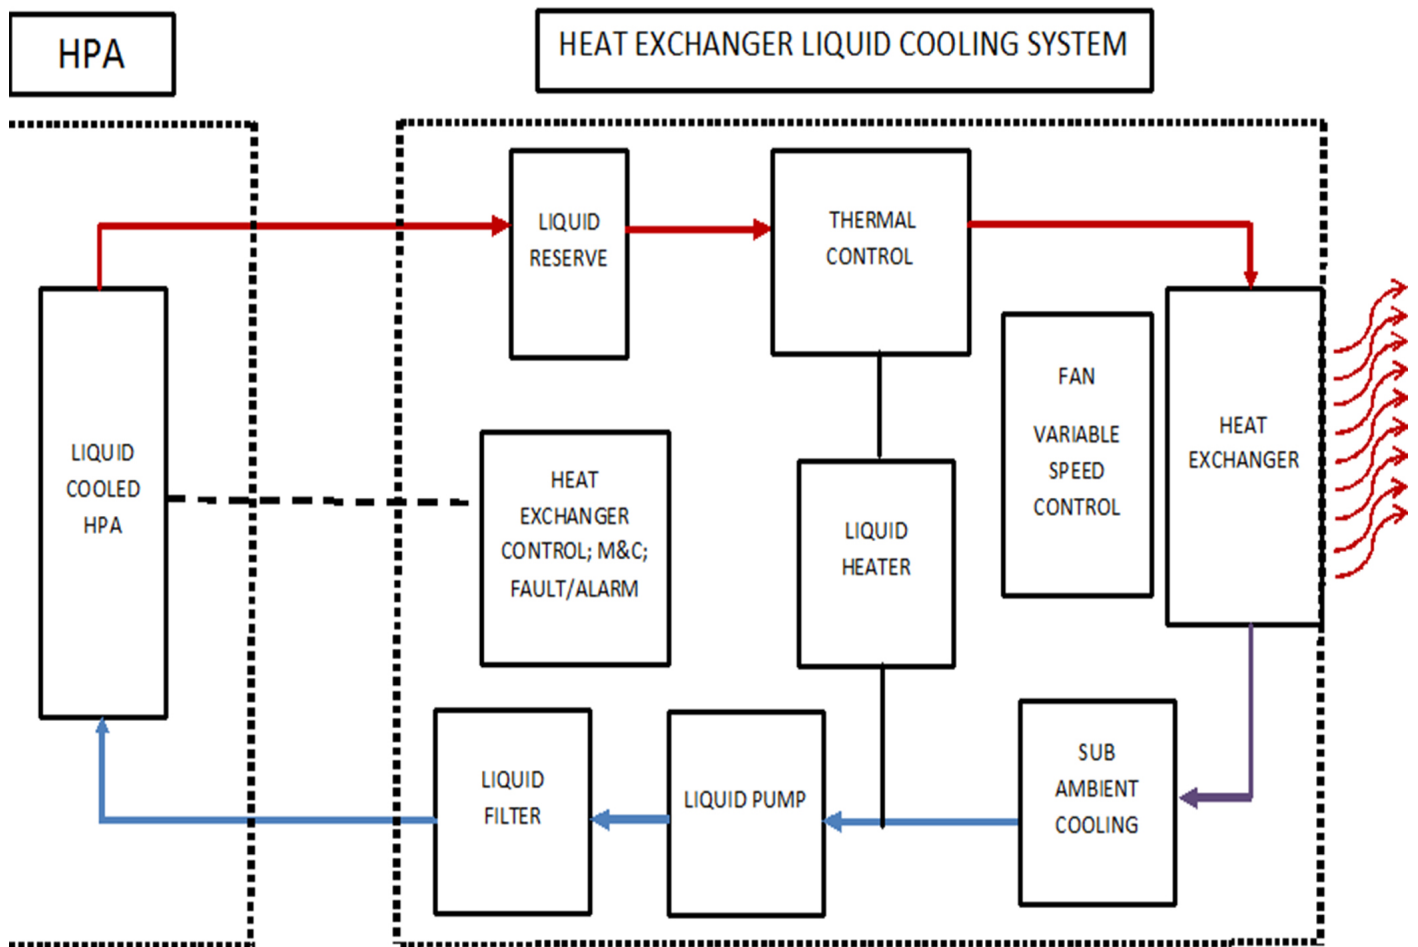 HPA
HEAT EXCHANGER LIQUID COOLING SYSTEM
LIQUID
RESERVE
THERMAL
CONTROL
FAN
VARIABLE
SPEED
CONTROL
HEAT
EXCHANGER
LIQUID
COOLED
HPA
HEAT
EXCHANGER
CONTROL; M&C;
FAULT/ALARM
LIQUID
HEATER
LIQUID
FILTER
LIQUID PUMP
SUB
AMBIENT
COOLING